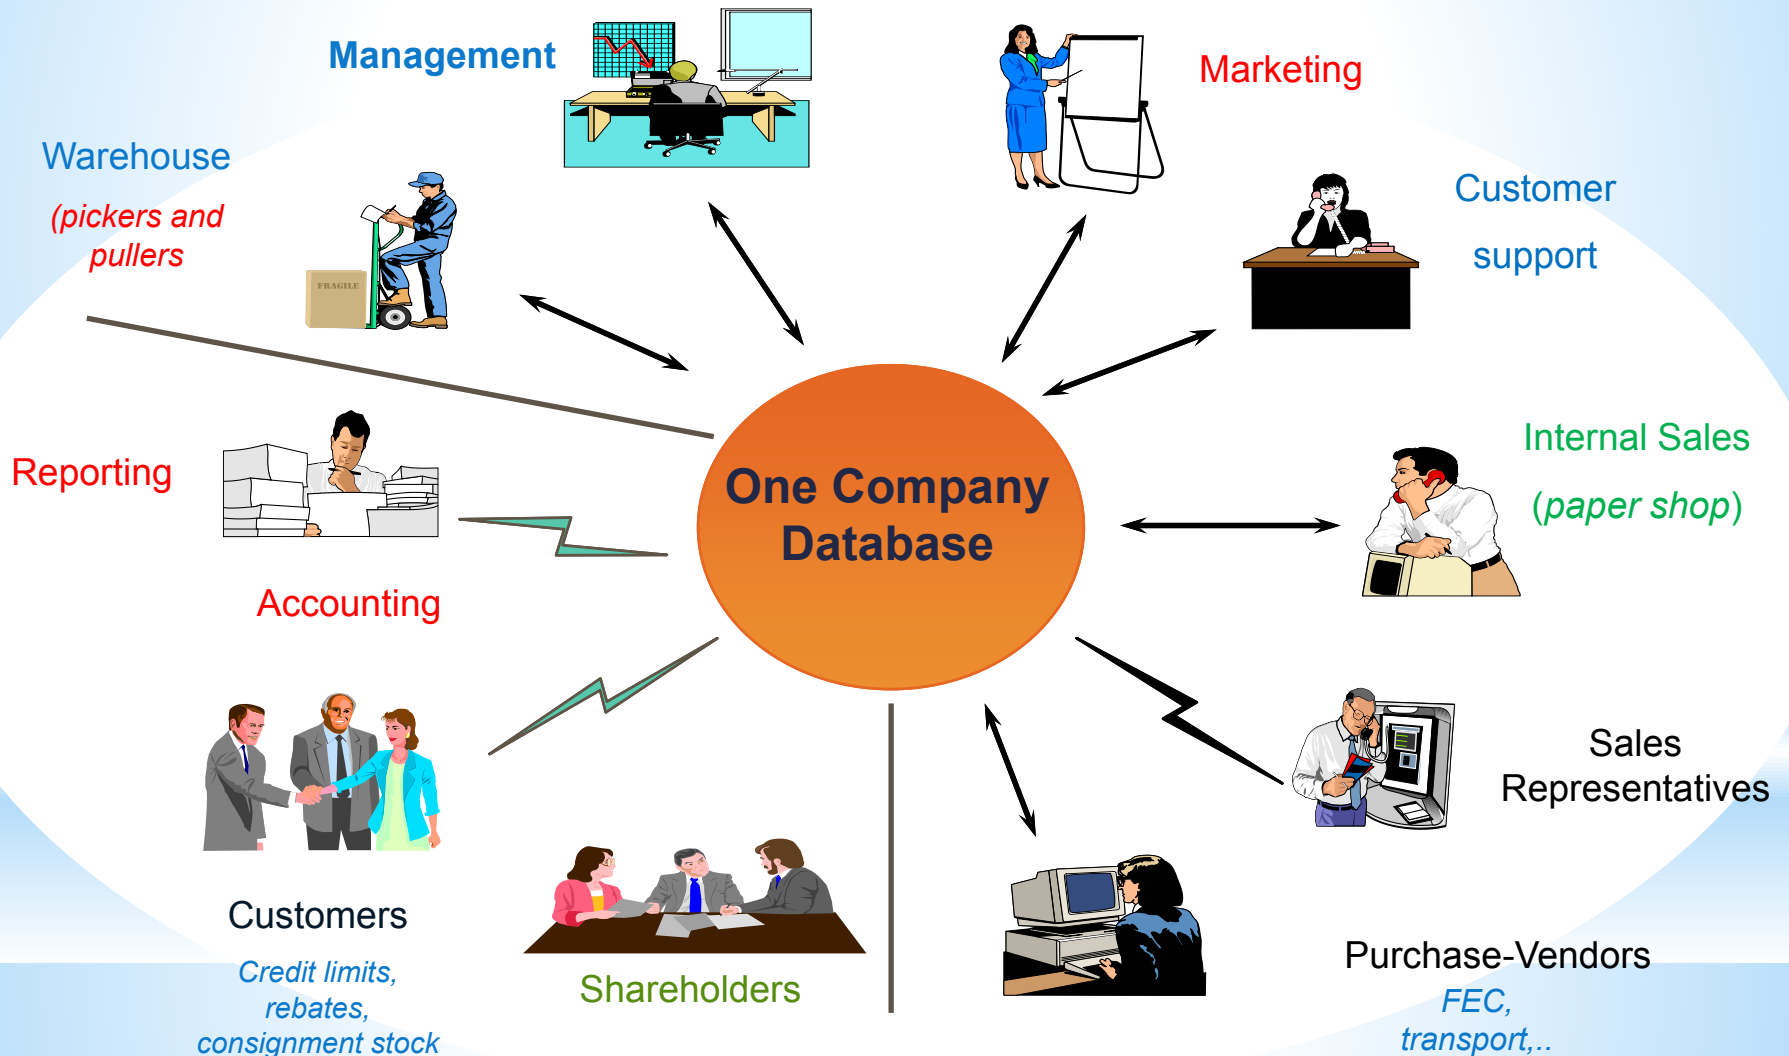 Management
Marketing
Warehouse
(pickers and
pullers
FRAGILE
Customer
support
Reporting
One Company
Database
Internal Sales
(paper shop)
Accounting
Sales
Representatives
Customers
Credit limits,
rebates,
consignment stock
Shareholders
Purchase-Vendors
FEC,
transport,..